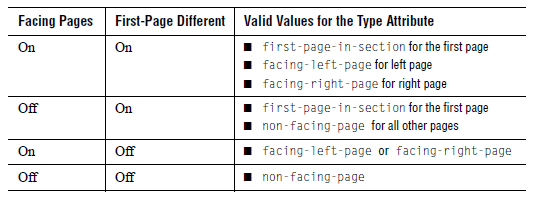 Facing Pages First-Page Different Valid Values for the Type Attribute
On On ■ first-page-in-section for the first page
■ facing-left-page for left page
■ facing-right-page for right page
Off On ■ first-page-in-section for the first page
■ non-facing-page for all other pages
On Off ■ facing-left-page or facing-right-page
Off Off ■ non-facing-page